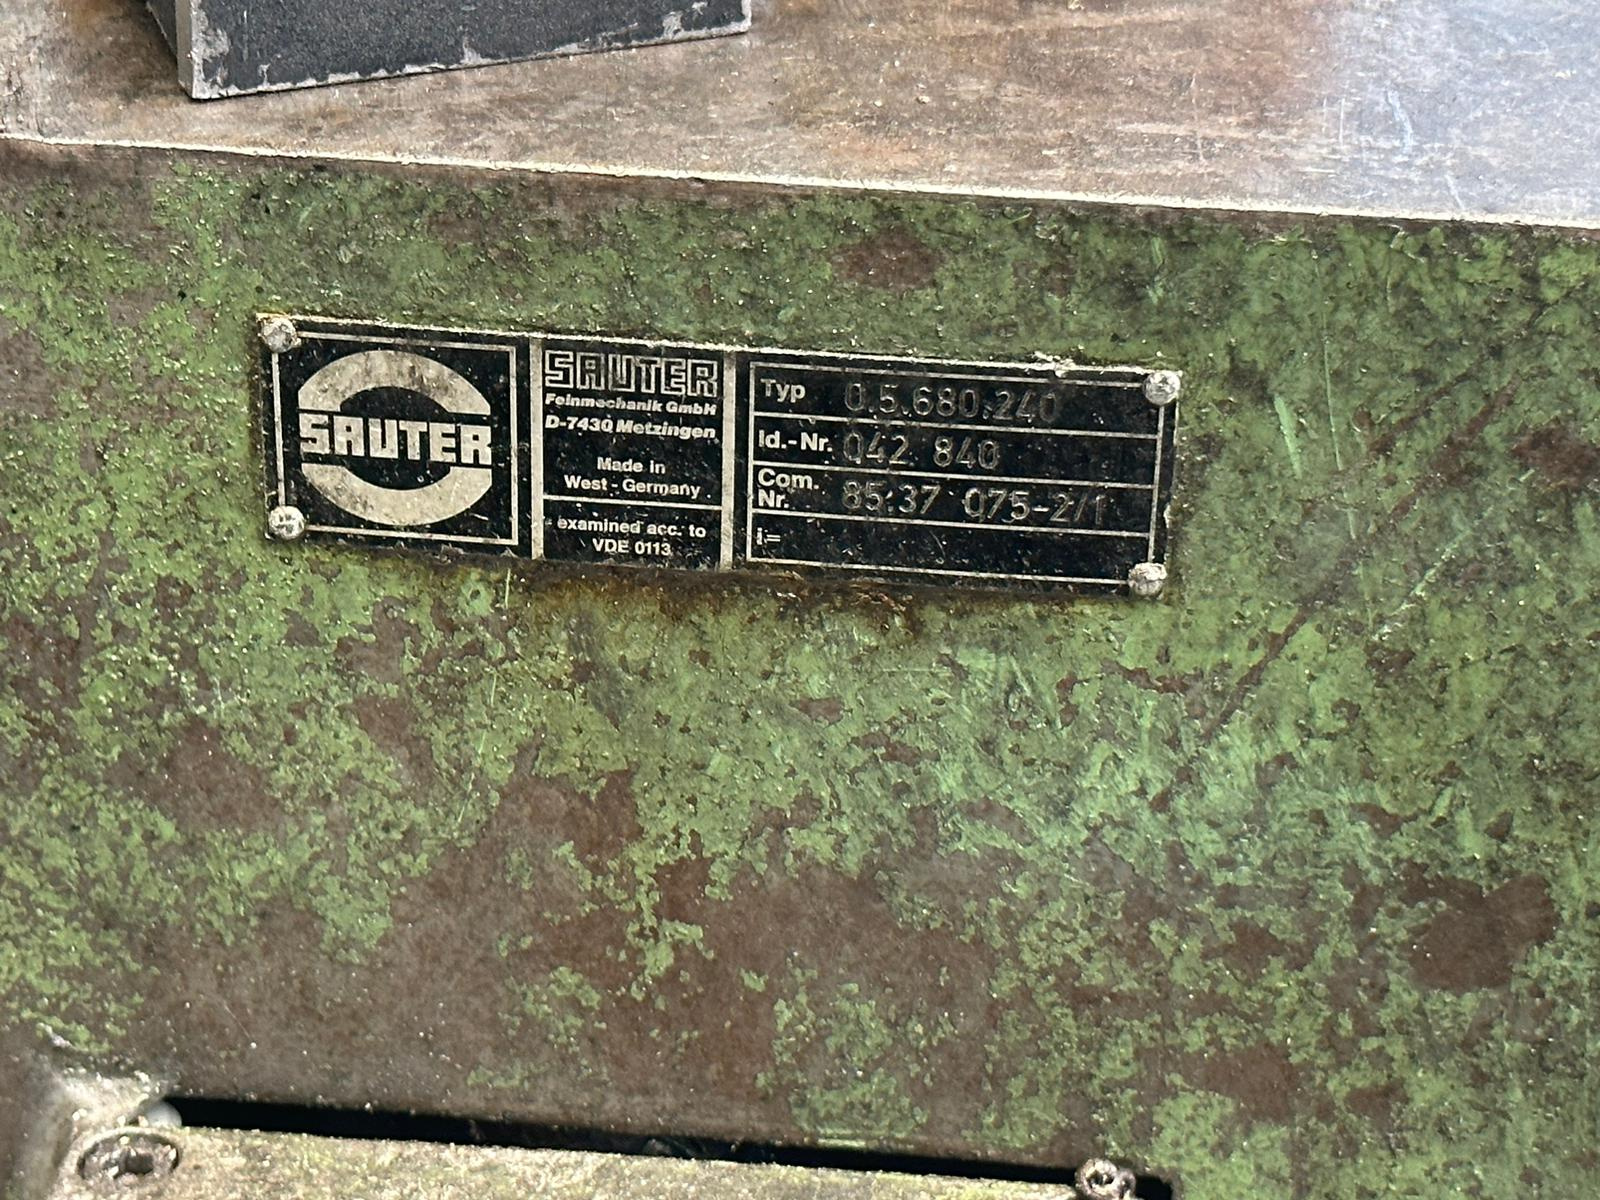 SAUTER
SAUTER
Feinmechanik GmbH
D-7430 Metzingen
Made in
West - Germany
examined acc. to
VDE 0113
Typ 0.5.680.240
Id.-Nr. 042 840
Com. Nr. 85.37 075-2/1